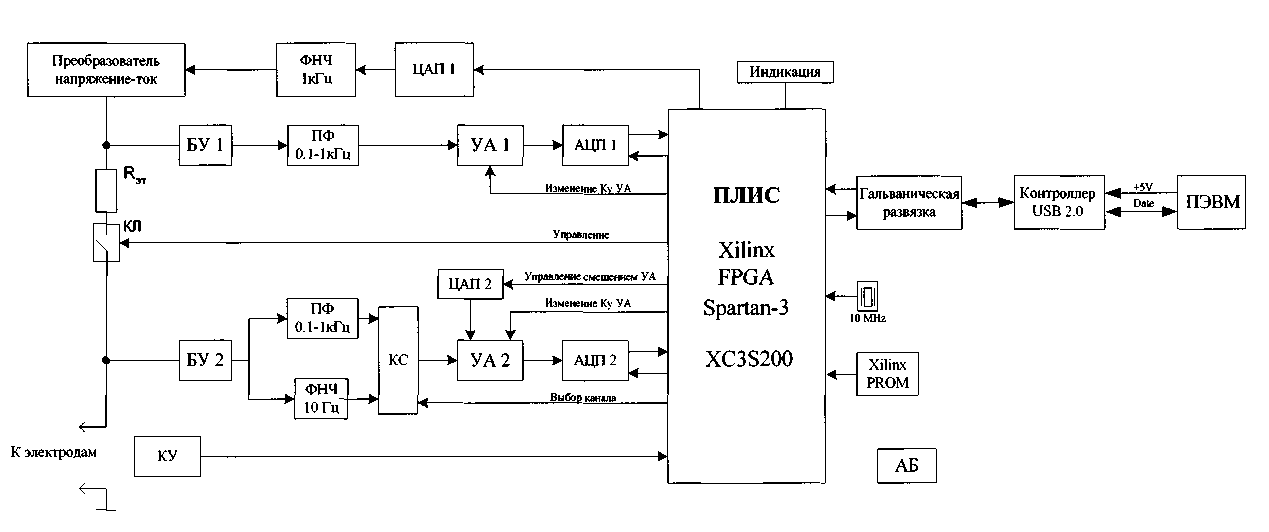 Преобразователь
напряжение-ток
ФНЧ
1кГц
ЦАП 1
Индикация
БУ 1
ПФ
0.1-1кГц
УА 1
АЦП 1
Rэт
Изменение Ку УА
КЛ
Управление
ПЛИС
Xilinx
FPGA
Spartan-3
XC3S200
Гальваническая
развязка
Контроллер
USB 2.0
+5V
Date
ПЭВМ
ЦАП 2
Управление смешением УА
Изменение Ку УА
10 MHz
ПФ
0.1-1кГц
БУ 2
КС
УА 2
АЦП 2
Xilinx
PROM
ФНЧ
10 Гц
Выбор канала
К электродам
КУ
АБ